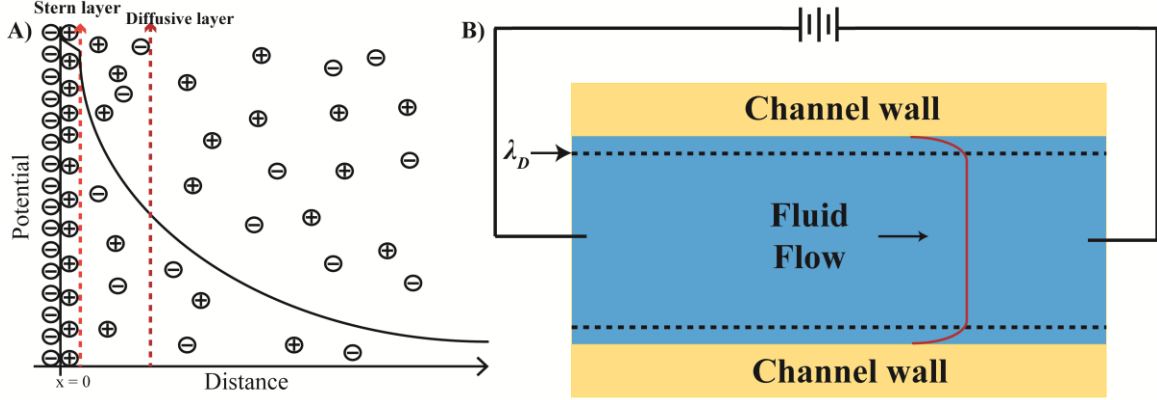 Stern layer
Diffusive layer
A)
Potential
x = 0
Distance
B)
Channel wall
λD
Fluid
Flow
Channel wall